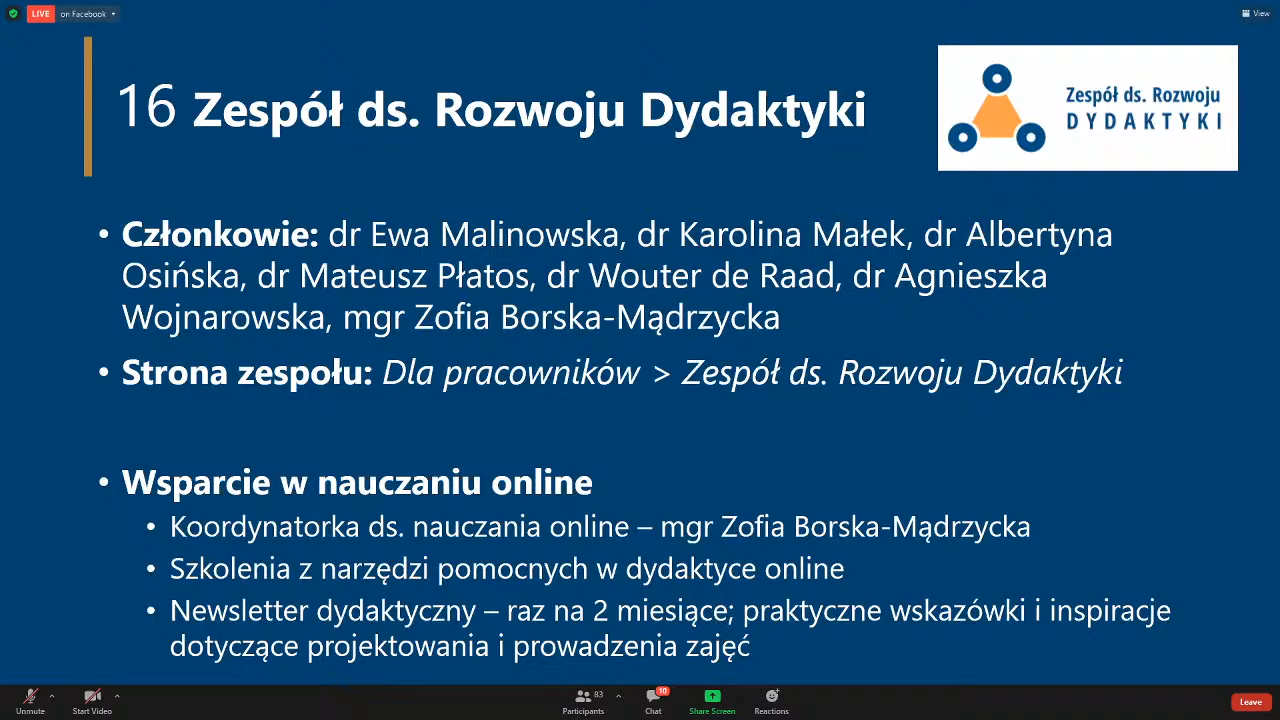 LIVE on Facebook
View
16 Zespół ds. Rozwoju Dydaktyki
Zespół ds. Rozwoju
DYDAKTYKI
• Członkowie: dr Ewa Malinowska, dr Karolina Małek, dr Albertyna
Osińska, dr Mateusz Płatos, dr Wouter de Raad, dr Agnieszka
Wojnarowska, mgr Zofia Borska-Mądrzycka
• Strona zespołu: Dla pracowników > Zespół ds. Rozwoju Dydaktyki
• Wsparcie w nauczaniu online
• Koordynatorka ds. nauczania online – mgr Zofia Borska-Mądrzycka
• Szkolenia z narzędzi pomocnych w dydaktyce online
• Newsletter dydaktyczny – raz na 2 miesiące; praktyczne wskazówki i inspiracje
dotyczące projektowania i prowadzenia zajęć
83
10
Unmute
Start Video
Participants
Chat
Share Screen
Reactions
Leave